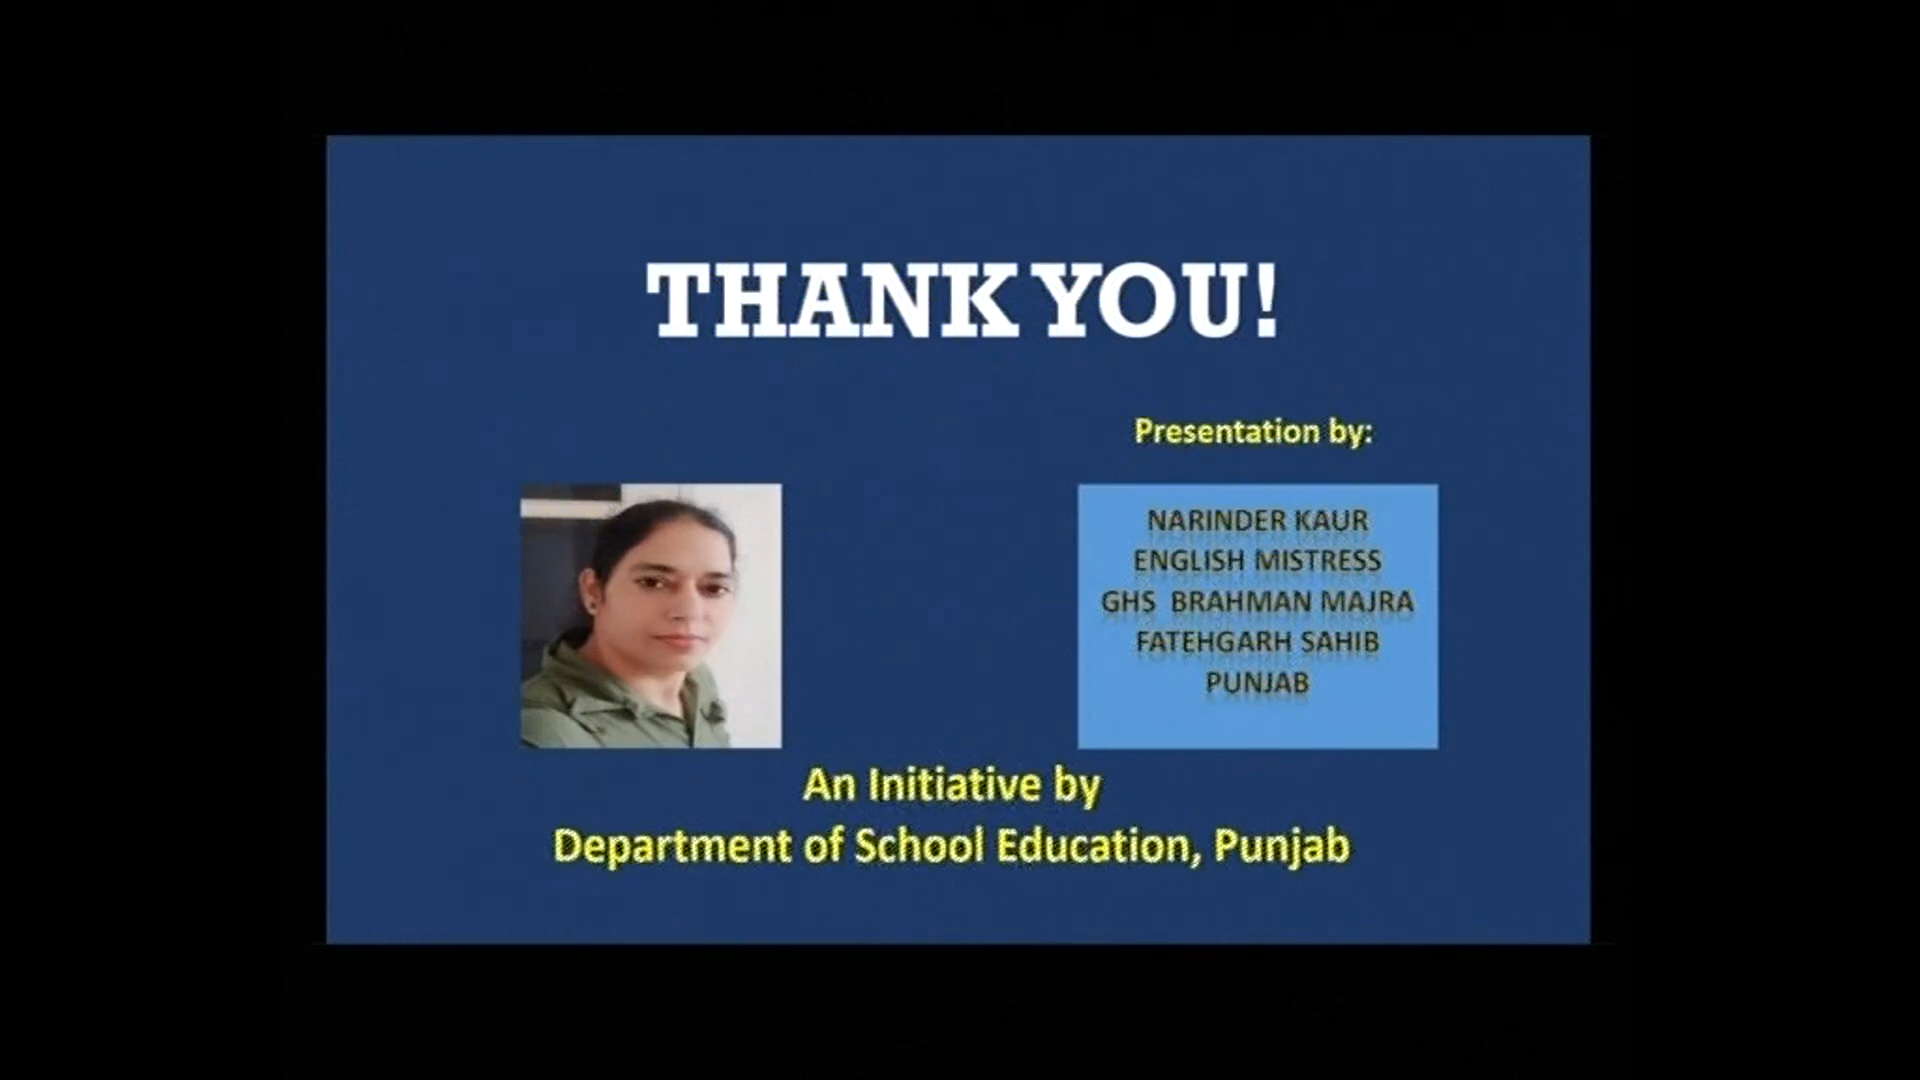 THANK YOU!
Presentation by:
NARINDER KAUR
ENGLISH MISTRESS
GHS BRAHMAN MAJRA
FATEHGARH SAHIB
PUNJAB
An Initiative by
Department of School Education, Punjab